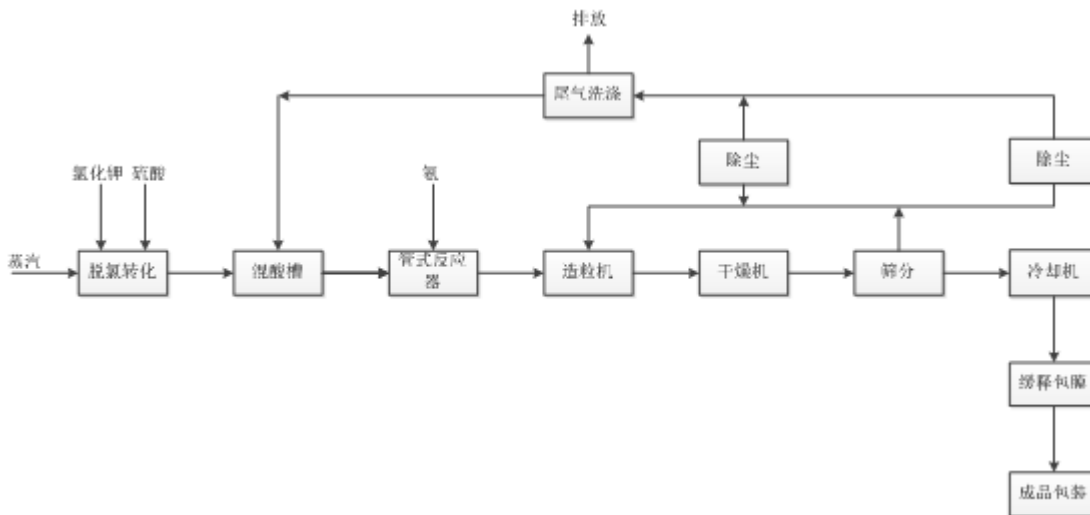 排放
尾气洗涤
除尘
除尘
氯化钾 硫酸
氨
蒸汽
脱氯转化
混酸槽
管式反应
器
造粒机
干燥机
筛分
冷却机
缓释包膜
成品包装